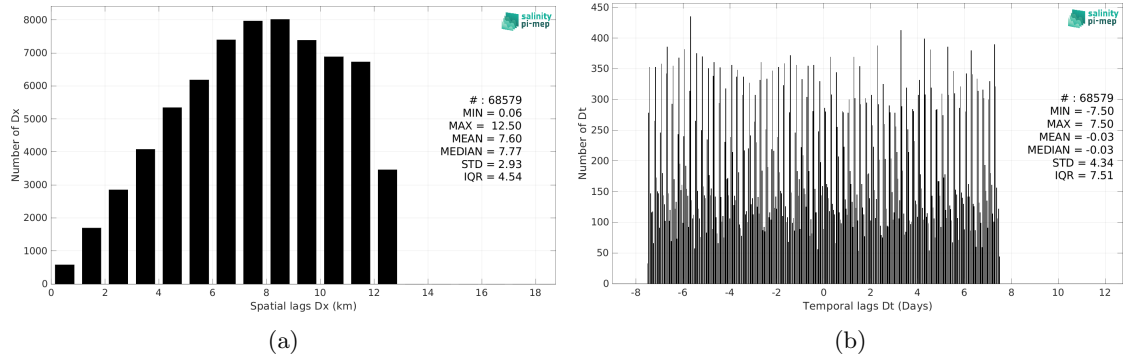 8000
7000
6000
5000
4000
3000
2000
1000
0
Number of Dx
0 2 4 6 8 10 12 14 16 18
Spatial lags Dx (km)
salinity
pi-mep
# : 68579
MIN = 0.06
MAX = 12.50
MEAN = 7.60
MEDIAN = 7.77
STD = 2.93
IQR = 4.54
(a)
450
400
350
300
250
200
150
100
50
0
Number of Dt
-8 -6 -4 -2 0 2 4 6 8 10 12
Temporal lags Dt (Days)
salinity
pi-mep
# : 68579
MIN = -7.50
MAX = 7.50
MEAN = -0.03
MEDIAN = -0.03
STD = 4.34
IQR = 7.51
(b)